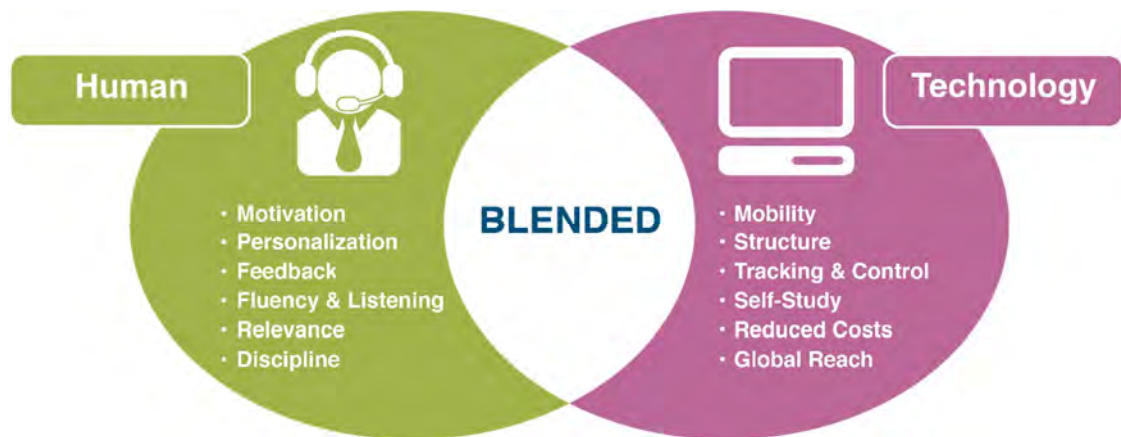 Human
· Motivation
· Personalization
· Feedback
· Fluency & Listening
· Relevance
· Discipline
BLENDED
Technology
· Mobility
· Structure
· Tracking & Control
· Self-Study
· Reduced Costs
· Global Reach